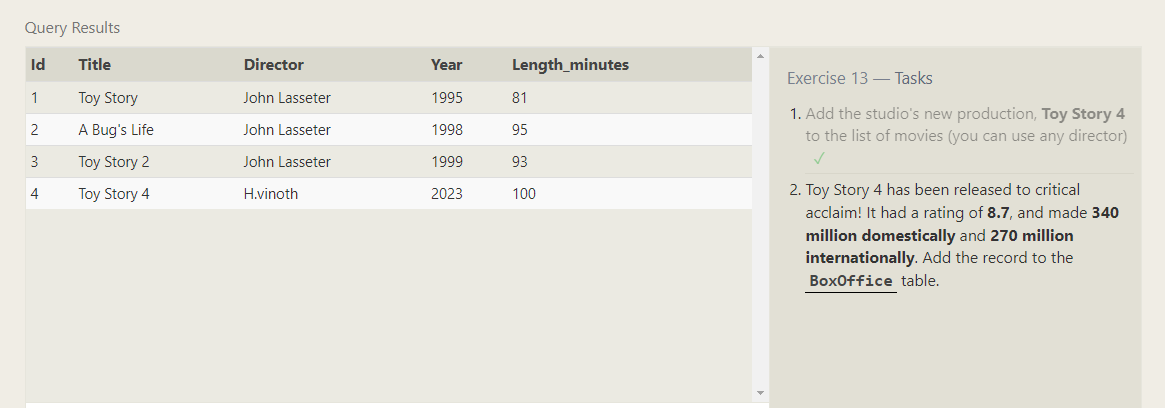 Query Results
Id Title Director Year Length_minutes
1 Toy Story John Lasseter 1995 81
2 A Bug's Life John Lasseter 1998 95
3 Toy Story 2 John Lasseter 1999 93
4 Toy Story 4 H.vinoth 2023 100
Exercise 13 — Tasks
1. Add the studio's new production, Toy Story 4
to the list of movies (you can use any director)
✓
2. Toy Story 4 has been released to critical
acclaim! It had a rating of 8.7, and made 340
million domestically and 270 million
internationally. Add the record to the
BoxOffice table.